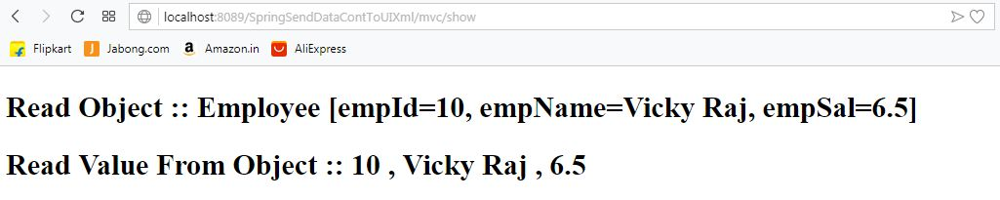 localhost:8089/SpringSendDataContToUIXml/mvc/show
Flipkart Jabong.com Amazon.in AliExpress
Read Object :: Employee [empId=10, empName=Vicky Raj, empSal=6.5]
Read Value From Object :: 10 , Vicky Raj , 6.5